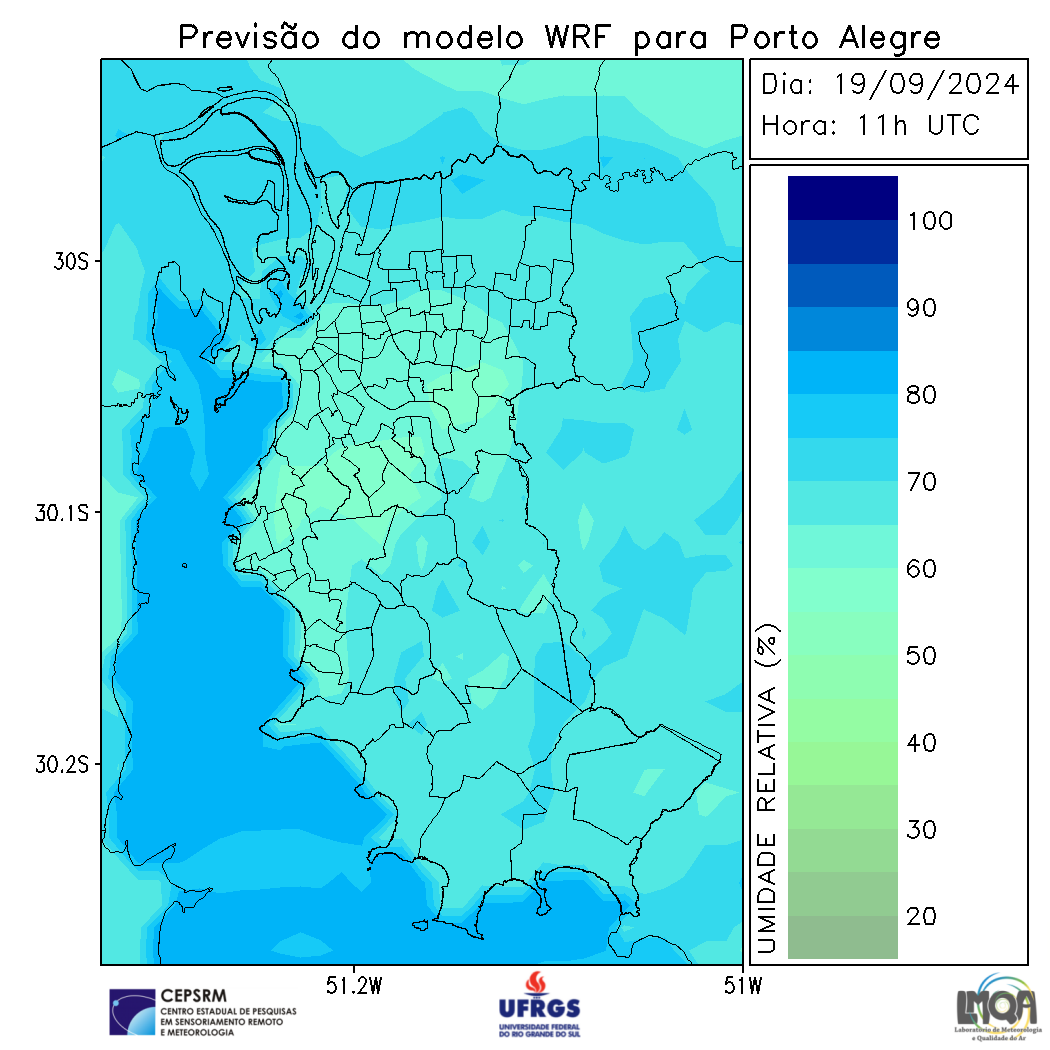 Previsão do modelo WRF para Porto Alegre
Dia: 19/09/2024
Hora: 11h UTC
30S
30.1S
30.2S
51.2W
51W
UMIDADE RELATIVA (%)
100
90
80
70
60
50
40
30
20
CEPSRM
CENTRO ESTADUAL DE PESQUISAS
EM SENSORIAMENTO REMOTO
E METEOROLOGIA
UFRGS
UNIVERSIDADE FEDERAL
DO RIO GRANDE DO SUL
LMQA
Laboratório de Meteorologia
e Qualidade do Ar